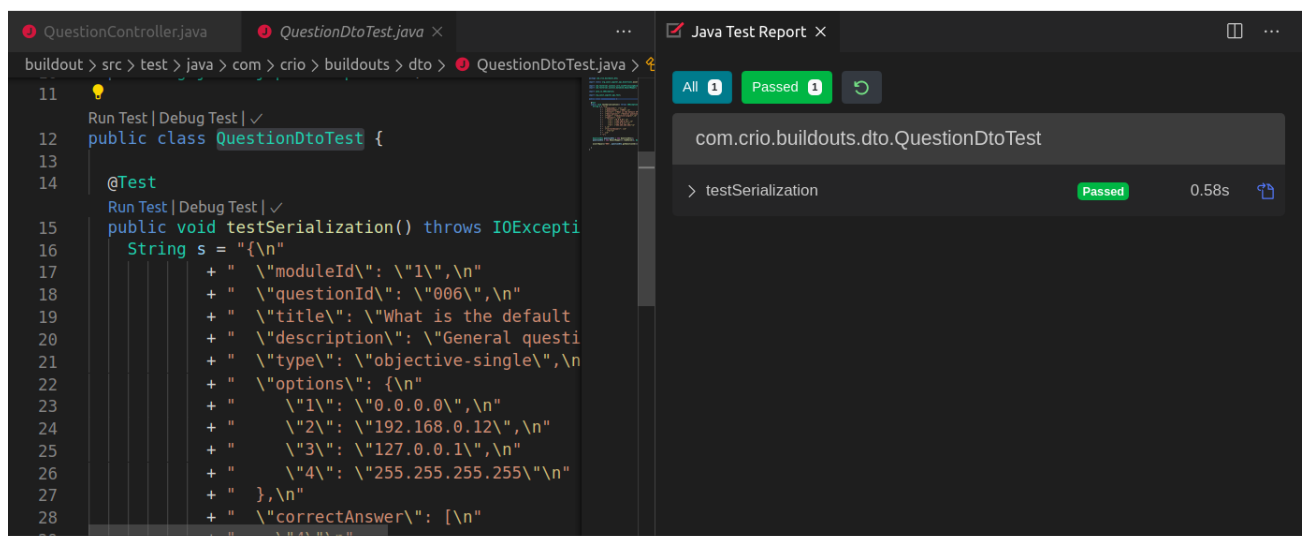 QuestionController.java
QuestionDtoTest.java
buildout > src > test > java > com > crio > buildouts > dto > QuestionDtoTest.java >
11
Run Test | Debug Test | ✓
12 public class QuestionDtoTest {
13
14 @Test
Run Test | Debug Test | ✓
15 public void testSerialization() throws IOExcepti
16 String s = "{\n"
17 + "  \"moduleId\": \"1\",\n"
18 + "  \"questionId\": \"006\",\n"
19 + "  \"title\": \"What is the default
20 + "  \"description\": \"General questi
21 + "  \"type\": \"objective-single\",\n
22 + "  \"options\": {\n"
23 + "     \"1\": \"0.0.0.0\",\n"
24 + "     \"2\": \"192.168.0.12\",\n"
25 + "     \"3\": \"127.0.0.1\",\n"
26 + "     \"4\": \"255.255.255.255\"\n"
27 + "  },\n"
28 + "  \"correctAnswer\": [\n"
Java Test Report
All 1 Passed 1
com.crio.buildouts.dto.QuestionDtoTest
testSerialization Passed 0.58s